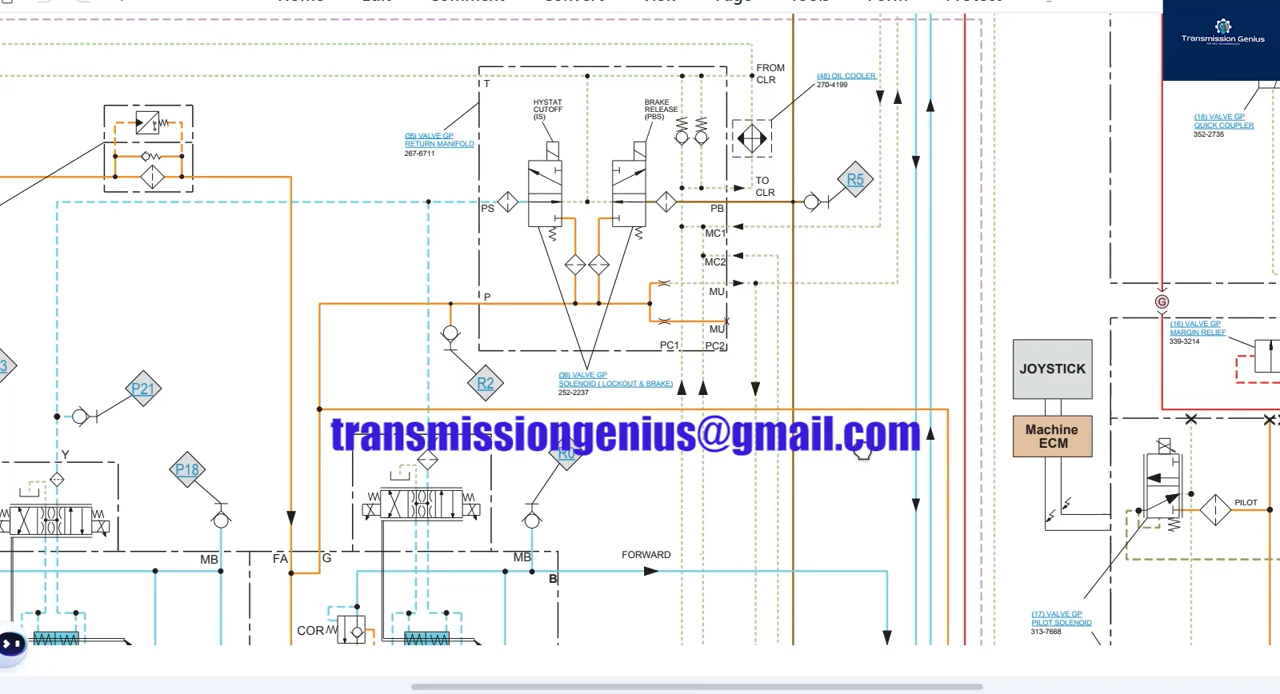 Home Edit Comment Convert View Page Tools Form Protect
Transmission Genius
FROM
CLR
(48) OIL COOLER
270-4199
T
HYSTAT
CUTOFF
(IS)
BRAKE
RELEASE
(PBS)
(35) VALVE GP
RETURN MANIFOLD
267-6711
(18) VALVE GP
QUICK COUPLER
352-2735
TO
CLR
R5
PS
PB
MC1
MC2
MU
P
MU
PC1
PC2
G
(16) VALVE GP
MARGIN RELIEF
339-3214
3
R2
(36) VALVE GP
SOLENOID ( LOCKOUT & BRAKE)
252-2237
JOYSTICK
P21
transmissiongenius@gmail.com
Machine
ECM
Y
P18
R0
PILOT
MB
FA
G
MB
FORWARD
B
COR
(17) VALVE GP
PILOT SOLENOID
313-7668